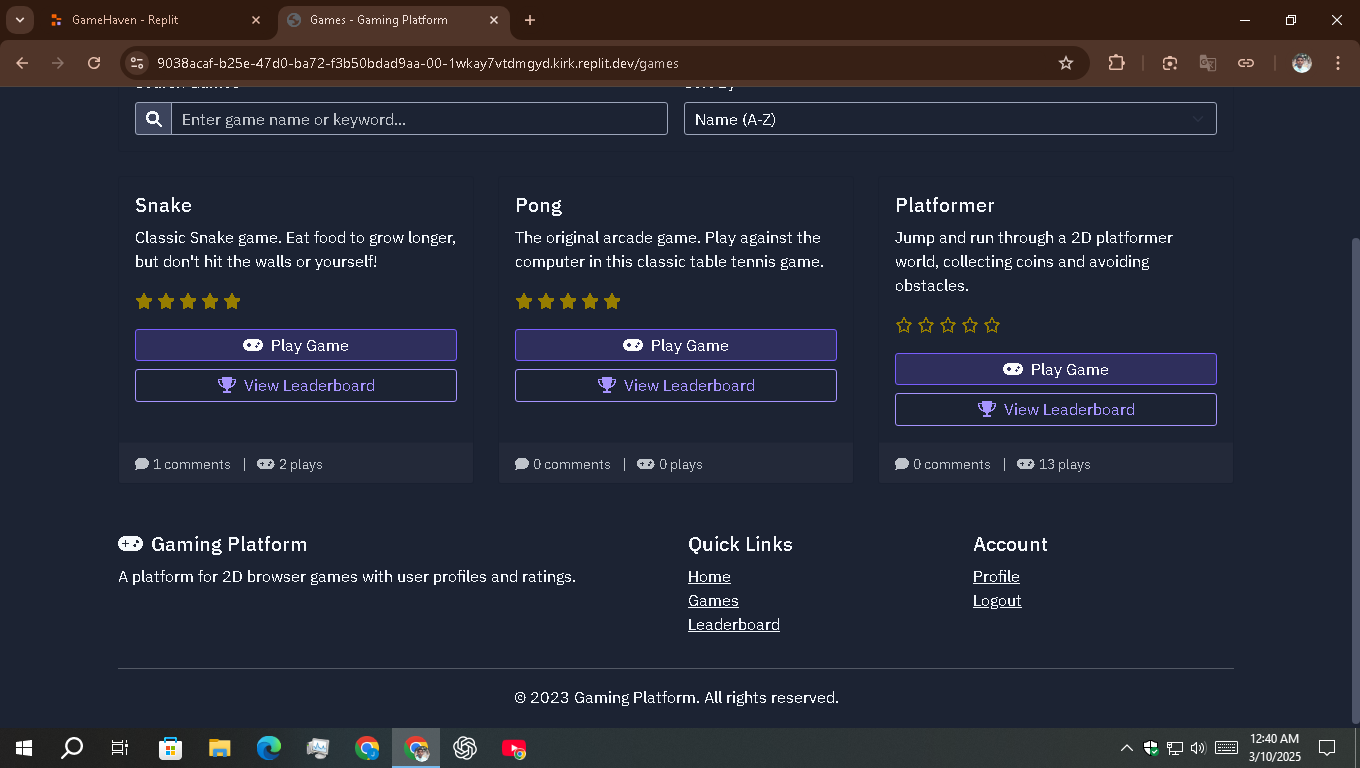 GameHaven - Replit
Games - Gaming Platform
9038acaf-b25e-47d0-ba72-f3b50bdad9aa-00-1wkay7vtdmgyd.kirk.replit.dev/games
Enter game name or keyword...
Name (A-Z)
Snake
Classic Snake game. Eat food to grow longer,
but don't hit the walls or yourself!
Play Game
View Leaderboard
1 comments | 2 plays
Pong
The original arcade game. Play against the
computer in this classic table tennis game.
Play Game
View Leaderboard
0 comments | 0 plays
Platformer
Jump and run through a 2D platformer
world, collecting coins and avoiding
obstacles.
Play Game
View Leaderboard
0 comments | 13 plays
Gaming Platform
A platform for 2D browser games with user profiles and ratings.
Quick Links
Home
Games
Leaderboard
Account
Profile
Logout
© 2023 Gaming Platform. All rights reserved.
12:40 AM
3/10/2025